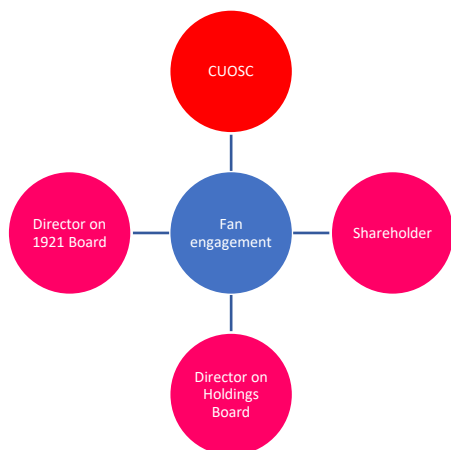 CUOSC
Director on
1921 Board
Fan
engagement
Shareholder
Director on
Holdings
Board